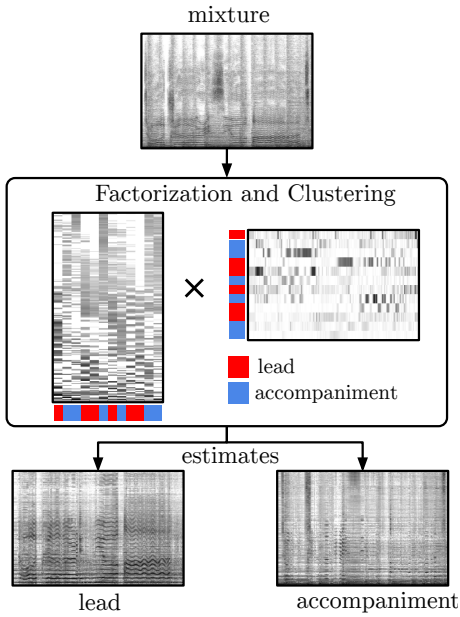 mixture
Factorization and Clustering
×
lead
accompaniment
estimates
lead
accompaniment